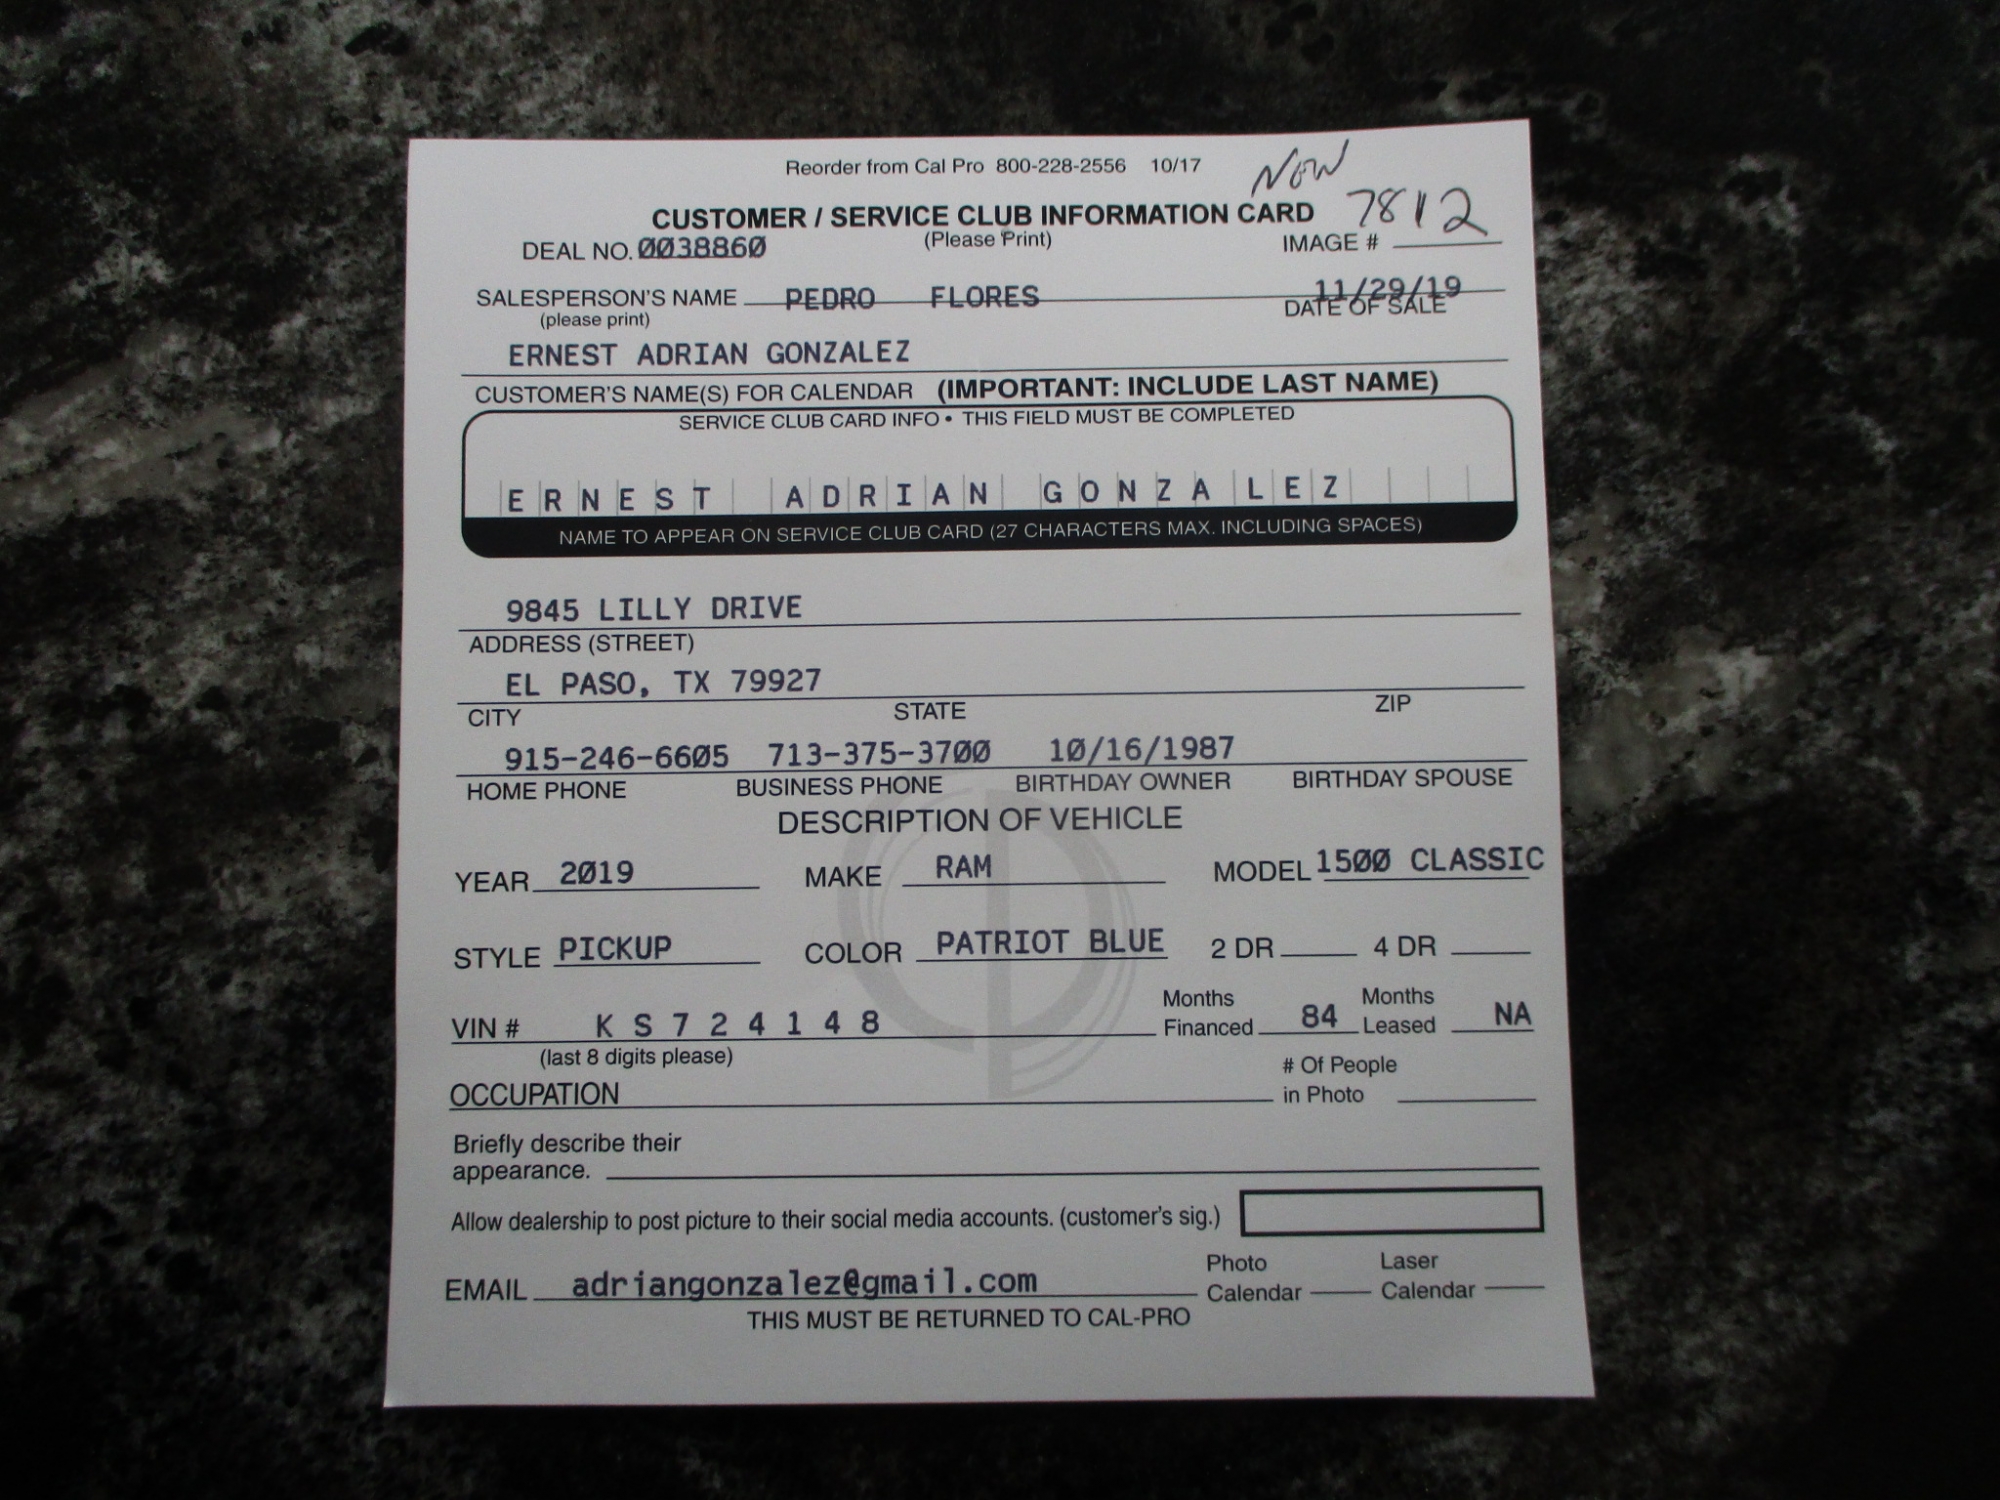 Reorder from Cal Pro 800-228-2556 10/17
NEW
CUSTOMER / SERVICE CLUB INFORMATION CARD 7812
DEAL NO. 0038860 (Please Print) IMAGE #
SALESPERSON'S NAME PEDRO FLORES 11/29/19
(please print) DATE OF SALE
ERNEST ADRIAN GONZALEZ
CUSTOMER'S NAME(S) FOR CALENDAR (IMPORTANT: INCLUDE LAST NAME)
SERVICE CLUB CARD INFO • THIS FIELD MUST BE COMPLETED
ERNEST ADRIAN GONZALEZ
NAME TO APPEAR ON SERVICE CLUB CARD (27 CHARACTERS MAX. INCLUDING SPACES)
9845 LILLY DRIVE
ADDRESS (STREET)
EL PASO, TX 79927
CITY STATE ZIP
915-246-6605 713-375-3700 10/16/1987
HOME PHONE BUSINESS PHONE BIRTHDAY OWNER BIRTHDAY SPOUSE
DESCRIPTION OF VEHICLE
YEAR 2019 MAKE RAM MODEL 1500 CLASSIC
STYLE PICKUP COLOR PATRIOT BLUE 2 DR 4 DR
Months Months
VIN # K S 7 2 4 1 4 8 Financed 84 Leased NA
(last 8 digits please) # Of People
OCCUPATION in Photo
Briefly describe their
appearance.
Allow dealership to post picture to their social media accounts. (customer's sig.)
Photo Laser
EMAIL adriangonzalez@gmail.com Calendar Calendar
THIS MUST BE RETURNED TO CAL-PRO